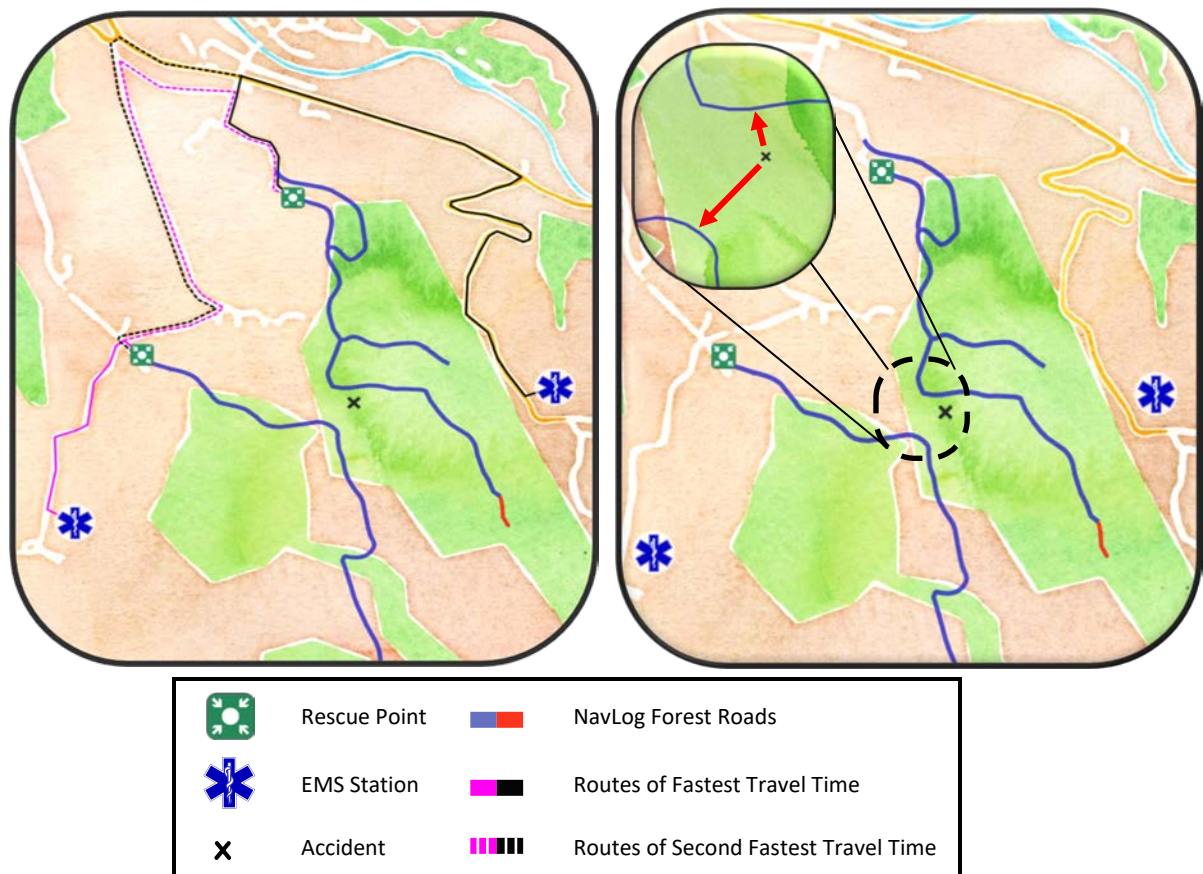 Rescue Point
NavLog Forest Roads
EMS Station
Routes of Fastest Travel Time
Accident
Routes of Second Fastest Travel Time